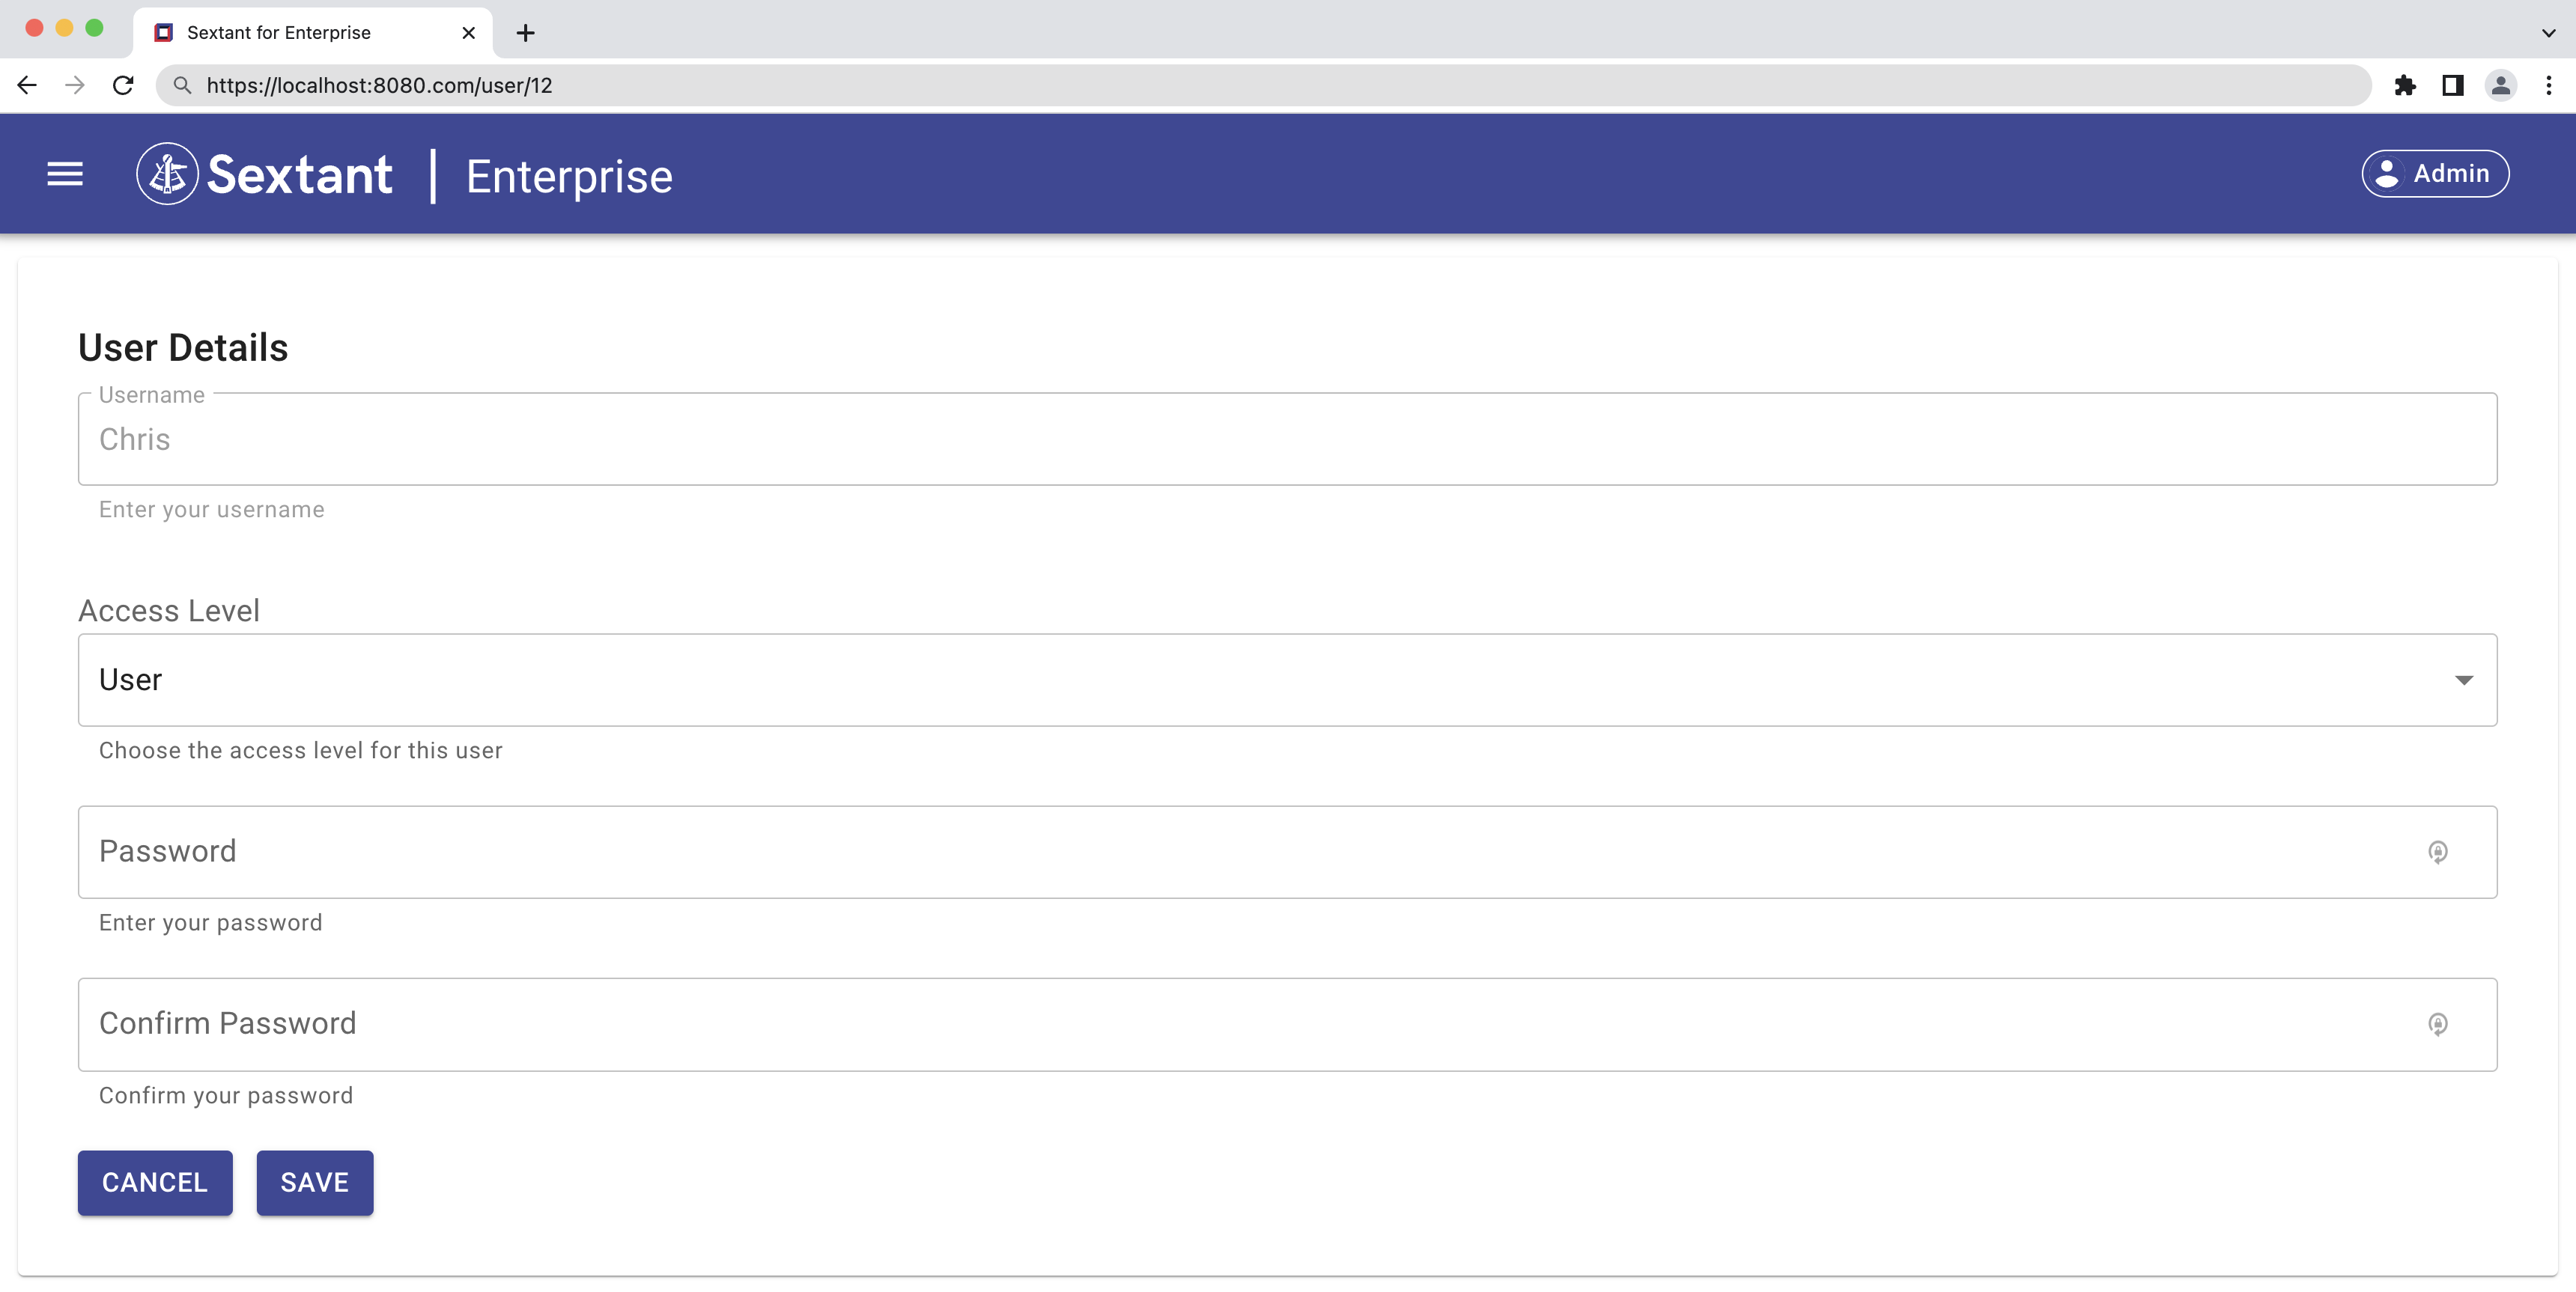 Sextant for Enterprise
https://localhost:8080.com/user/12
Sextant | Enterprise
Admin
User Details
Username
Chris
Enter your username
Access Level
User
Choose the access level for this user
Password
Enter your password
Confirm Password
Confirm your password
CANCEL SAVE